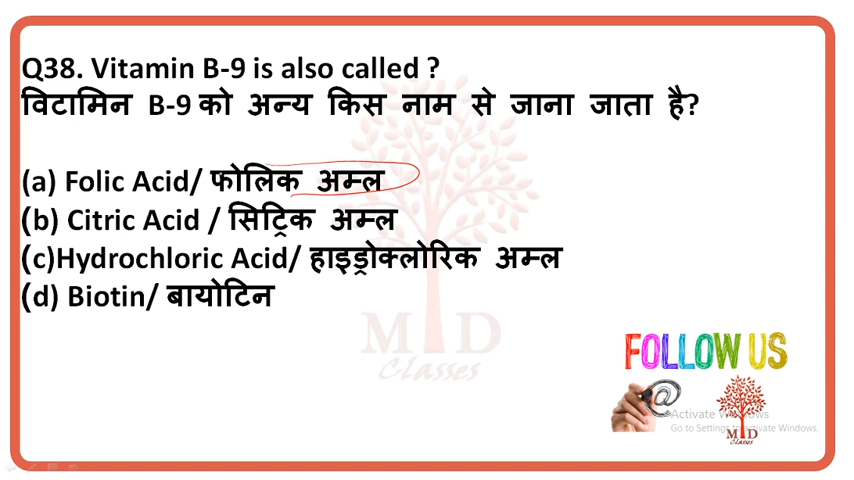 Q38. Vitamin B-9 is also called ?
विटामिन B-9 को अन्य किस नाम से जाना जाता है?
(a) Folic Acid/ फोलिक अम्ल
(b) Citric Acid / सिट्रिक अम्ल
(c)Hydrochloric Acid/ हाइड्रोक्लोरिक अम्ल
(d) Biotin/ बायोटिन
M D
Classes
FOLLOW US
@
Activate Windows
Go to Settings to activate Windows.
M D
Classes